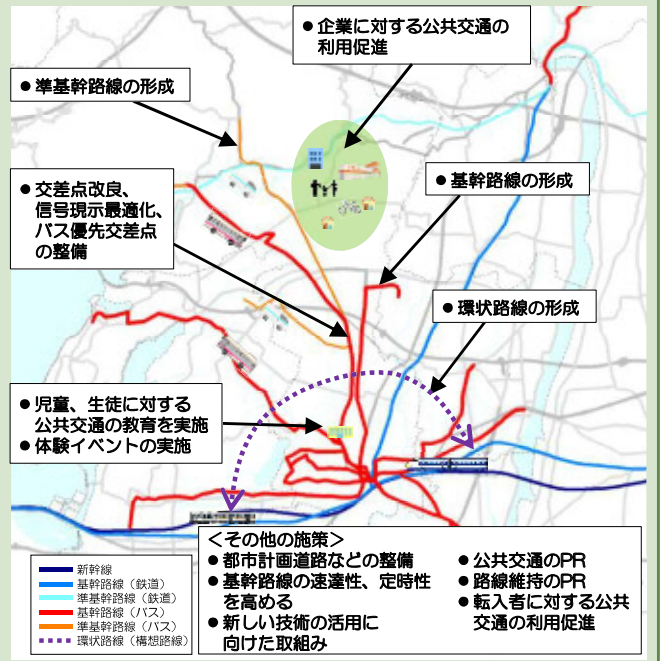 ● 企業に対する公共交通の
利用促進
● 準基幹路線の形成
● 交差点改良、
信号現示最適化、
バス優先交差点
の整備
● 基幹路線の形成
● 環状路線の形成
● 児童、生徒に対する
公共交通の教育を実施
● 体験イベントの実施
＜その他の施策＞
● 都市計画道路などの整備
● 基幹路線の速達性、定時性
を高める
● 新しい技術の活用に
向けた取組み
● 公共交通のPR
● 路線維持のPR
● 転入者に対する公共
交通の利用促進
新幹線
基幹路線（鉄道）
準基幹路線（鉄道）
基幹路線（バス）
準基幹路線（バス）
環状路線（構想路線）